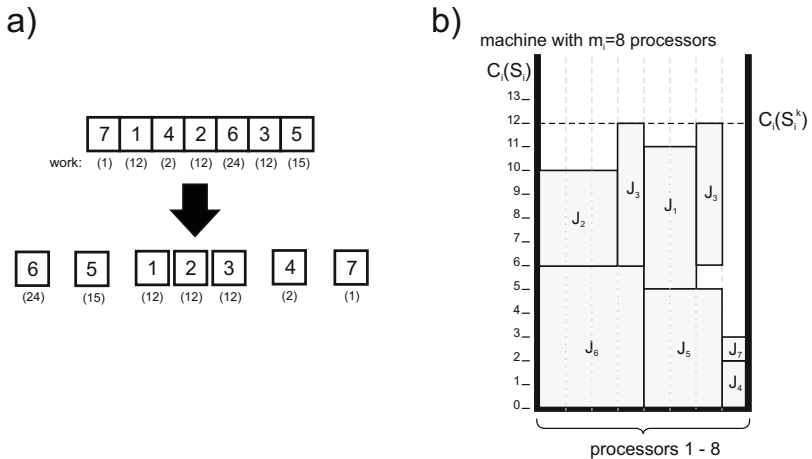 a)
7 1 4 2 6 3 5
work: (1) (12) (2) (12) (24) (12) (15)
6 5 1 2 3 4 7
(24) (15) (12) (12) (12) (2) (1)
b)
machine with mᵢ=8 processors
Cᵢ(Sᵢ)
13
12
11
10
9
8
7
6
5
4
3
2
1
0
Cᵢ(Sᵢᵏ)
J₂
J₃
J₁
J₃
J₆
J₅
J₇
J₄
processors 1 - 8